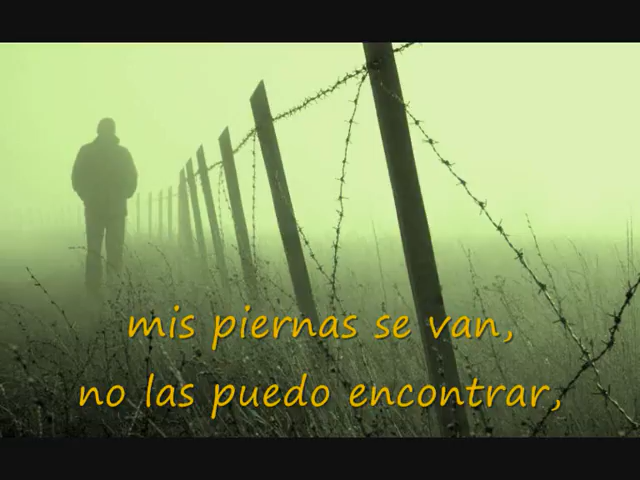 mis piernas se van,
no las puedo encontrar,